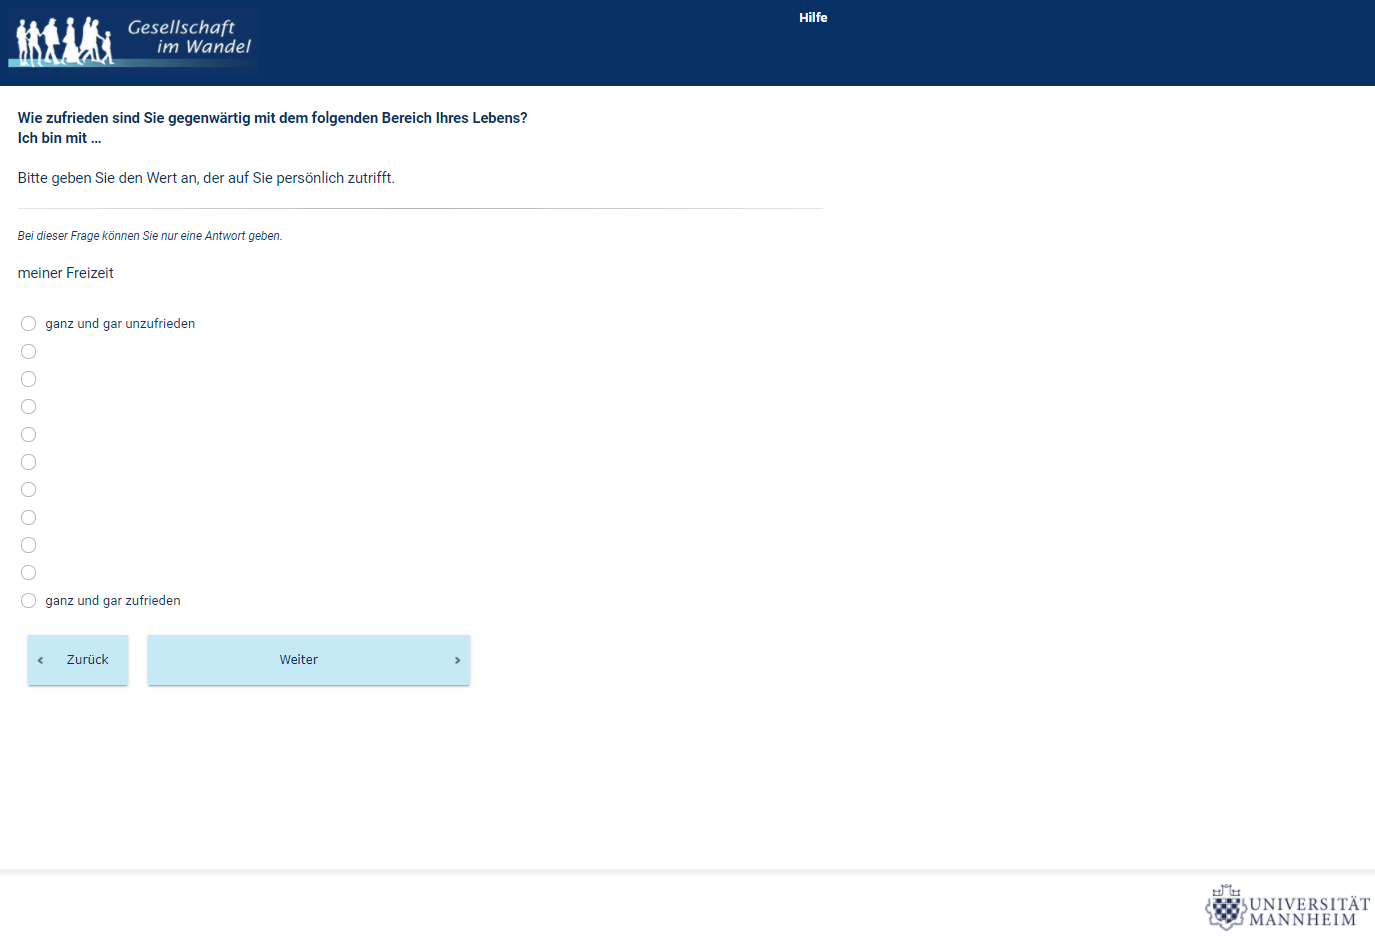 Gesellschaft
im Wandel
Hilfe
Wie zufrieden sind Sie gegenwärtig mit dem folgenden Bereich Ihres Lebens?
Ich bin mit ...
Bitte geben Sie den Wert an, der auf Sie persönlich zutrifft.
Bei dieser Frage können Sie nur eine Antwort geben.
meiner Freizeit
ganz und gar unzufrieden
ganz und gar zufrieden
‹ Zurück
Weiter ›
UNIVERSITÄT
MANNHEIM